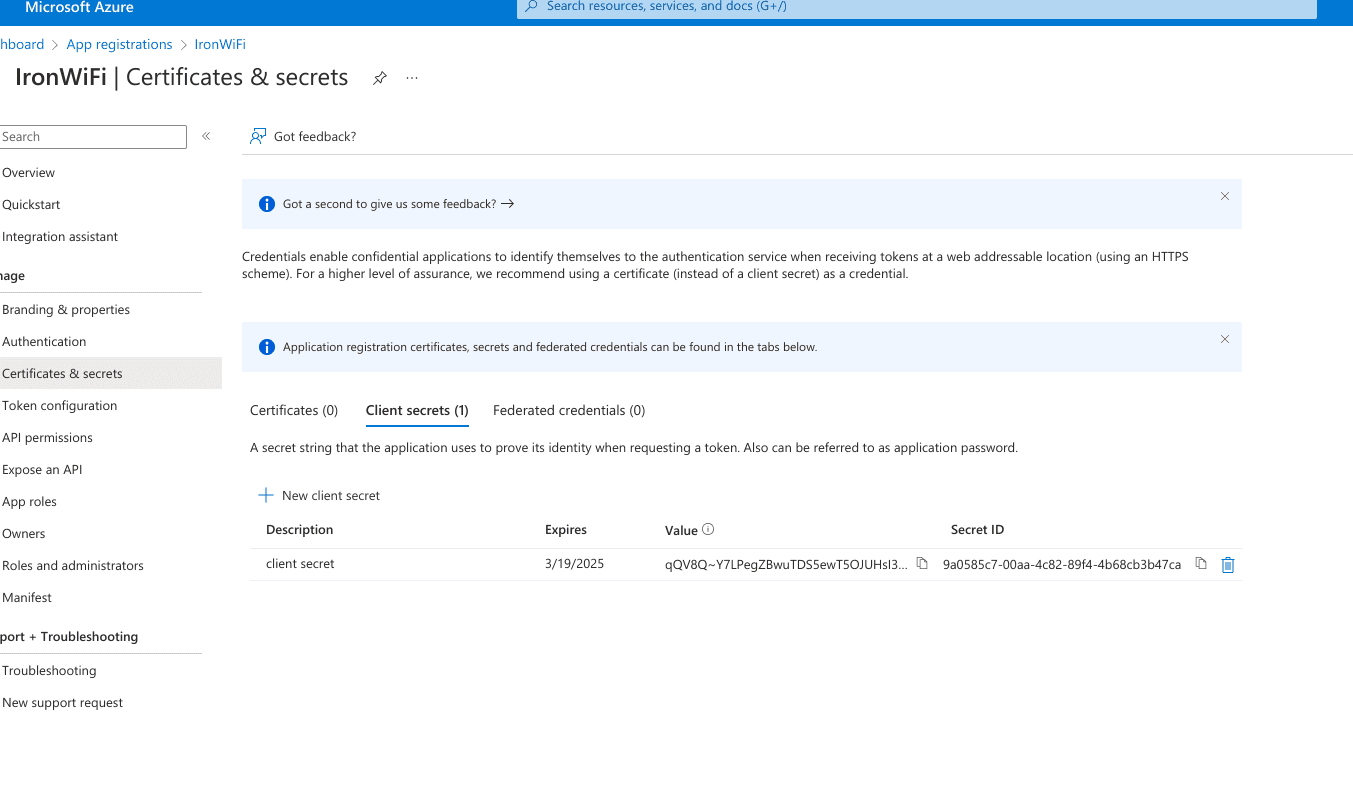 Microsoft Azure
Search resources, services, and docs (G+/)
hboard > App registrations > IronWiFi
IronWiFi | Certificates & secrets
Search
Got feedback?
Overview
Quickstart
Integration assistant
nage
Branding & properties
Authentication
Certificates & secrets
Token configuration
API permissions
Expose an API
App roles
Owners
Roles and administrators
Manifest
port + Troubleshooting
Troubleshooting
New support request
Got a second to give us some feedback? →
Credentials enable confidential applications to identify themselves to the authentication service when receiving tokens at a web addressable location (using an HTTPS
scheme). For a higher level of assurance, we recommend using a certificate (instead of a client secret) as a credential.
Application registration certificates, secrets and federated credentials can be found in the tabs below.
Certificates (0) Client secrets (1) Federated credentials (0)
A secret string that the application uses to prove its identity when requesting a token. Also can be referred to as application password.
New client secret
Description Expires Value Secret ID
client secret 3/19/2025 qQV8Q~Y7LPegZBwuTDS5ewT5OJUHsI3... 9a0585c7-00aa-4c82-89f4-4b68cb3b47ca